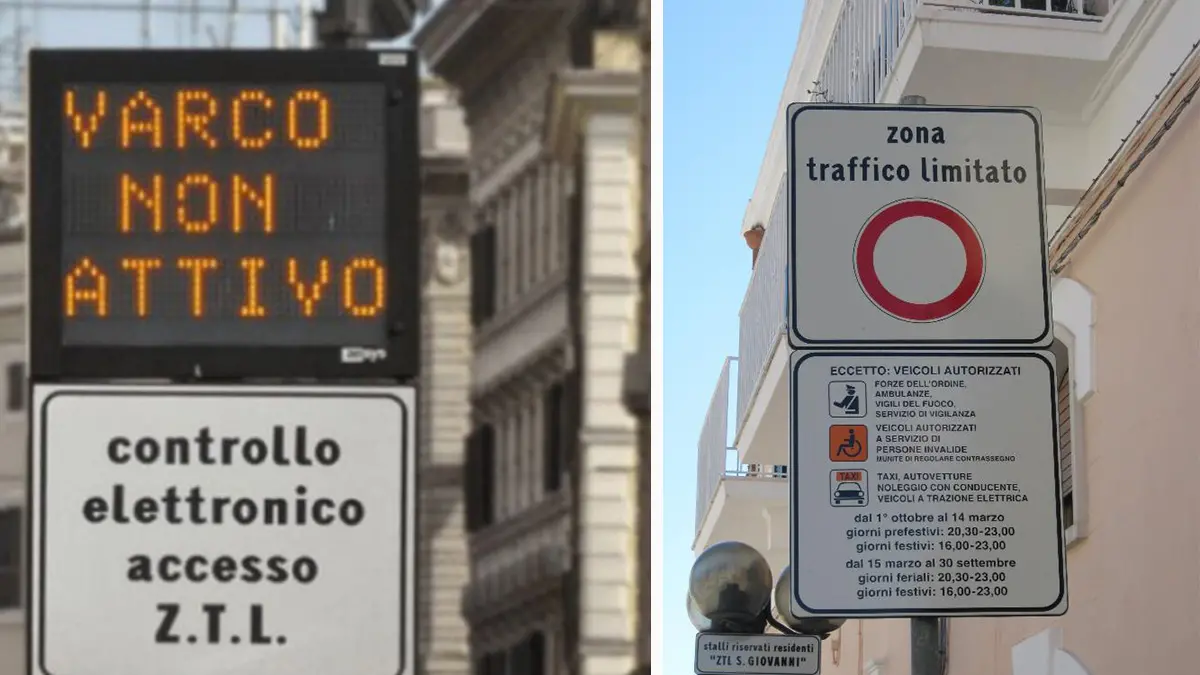 VARCO
NON
ATTIVO
controllo
elettronico
accesso
Z.T.L.
zona
traffico limitato
ECCETTO: VEICOLI AUTORIZZATI
FORZE DELL'ORDINE,
AMBULANZE,
VIGILI DEL FUOCO,
SERVIZIO DI VIGILANZA
VEICOLI AUTORIZZATI
A SERVIZIO DI
PERSONE INVALIDE
MUNITE DI REGOLARE CONTRASSEGNO
TAXI
TAXI, AUTOVETTURE
NOLEGGIO CON CONDUCENTE,
VEICOLI A TRAZIONE ELETTRICA
dal 1° ottobre al 14 marzo
giorni prefestivi: 20,30-23,00
giorni festivi: 16,00-23,00
dal 15 marzo al 30 settembre
giorni feriali: 20,30-23,00
giorni festivi: 16,00-23,00
stalli riservati residenti
"ZTL S. GIOVANNI"